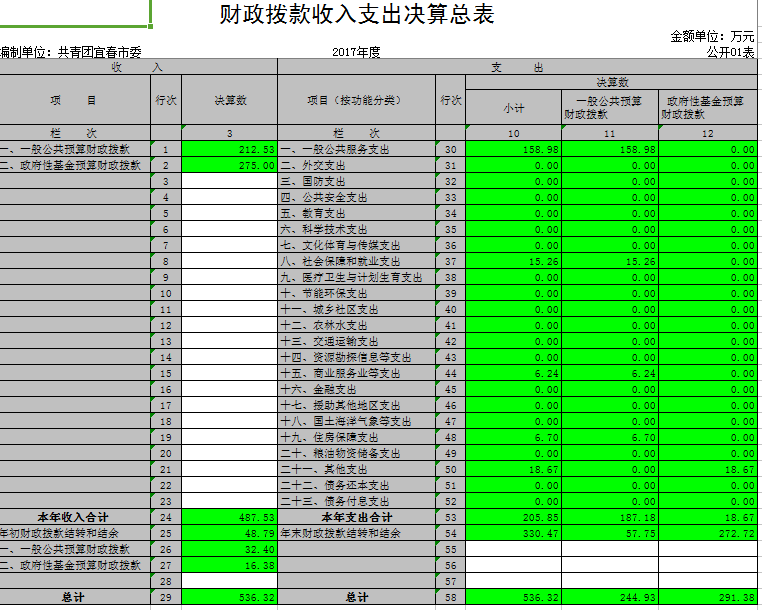 财政拨款收入支出决算总表
金额单位：万元
编制单位：共青团宜春市委 2017年度 公开01表
收 入 支 出
项 目 行次 决算数 项目（按功能分类） 行次 决算数
小计 一般公共预算财政拨款 政府性基金预算财政拨款
栏 次 3 栏 次 10 11 12
一、一般公共预算财政拨款 1 212.53 一、一般公共服务支出 30 158.98 158.98 0.00
二、政府性基金预算财政拨款 2 275.00 二、外交支出 31 0.00 0.00 0.00
3 三、国防支出 32 0.00 0.00 0.00
4 四、公共安全支出 33 0.00 0.00 0.00
5 五、教育支出 34 0.00 0.00 0.00
6 六、科学技术支出 35 0.00 0.00 0.00
7 七、文化体育与传媒支出 36 0.00 0.00 0.00
8 八、社会保障和就业支出 37 15.26 15.26 0.00
9 九、医疗卫生与计划生育支出 38 0.00 0.00 0.00
10 十、节能环保支出 39 0.00 0.00 0.00
11 十一、城乡社区支出 40 0.00 0.00 0.00
12 十二、农林水支出 41 0.00 0.00 0.00
13 十三、交通运输支出 42 0.00 0.00 0.00
14 十四、资源勘探信息等支出 43 0.00 0.00 0.00
15 十五、商业服务业等支出 44 6.24 6.24 0.00
16 十六、金融支出 45 0.00 0.00 0.00
17 十七、援助其他地区支出 46 0.00 0.00 0.00
18 十八、国土海洋气象等支出 47 0.00 0.00 0.00
19 十九、住房保障支出 48 6.70 6.70 0.00
20 二十、粮油物资储备支出 49 0.00 0.00 0.00
21 二十一、其他支出 50 18.67 0.00 18.67
22 二十二、债务还本支出 51 0.00 0.00 0.00
23 二十三、债务付息支出 52 0.00 0.00 0.00
本年收入合计 24 487.53 本年支出合计 53 205.85 187.18 18.67
年初财政拨款结转和结余 25 48.79 年末财政拨款结转和结余 54 330.47 57.75 272.72
一、一般公共预算财政拨款 26 32.40 55
二、政府性基金预算财政拨款 27 16.38 56
28 57
总计 29 536.32 总计 58 536.32 244.93 291.38